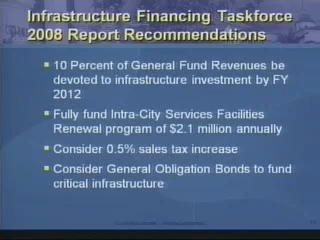 Infrastructure Financing Taskforce
2008 Report Recommendations
10 Percent of General Fund Revenues be
devoted to infrastructure investment by FY
2012
Fully fund Intra-City Services Facilities
Renewal program of $2.1 million annually
Consider 0.5% sales tax increase
Consider General Obligation Bonds to fund
critical infrastructure